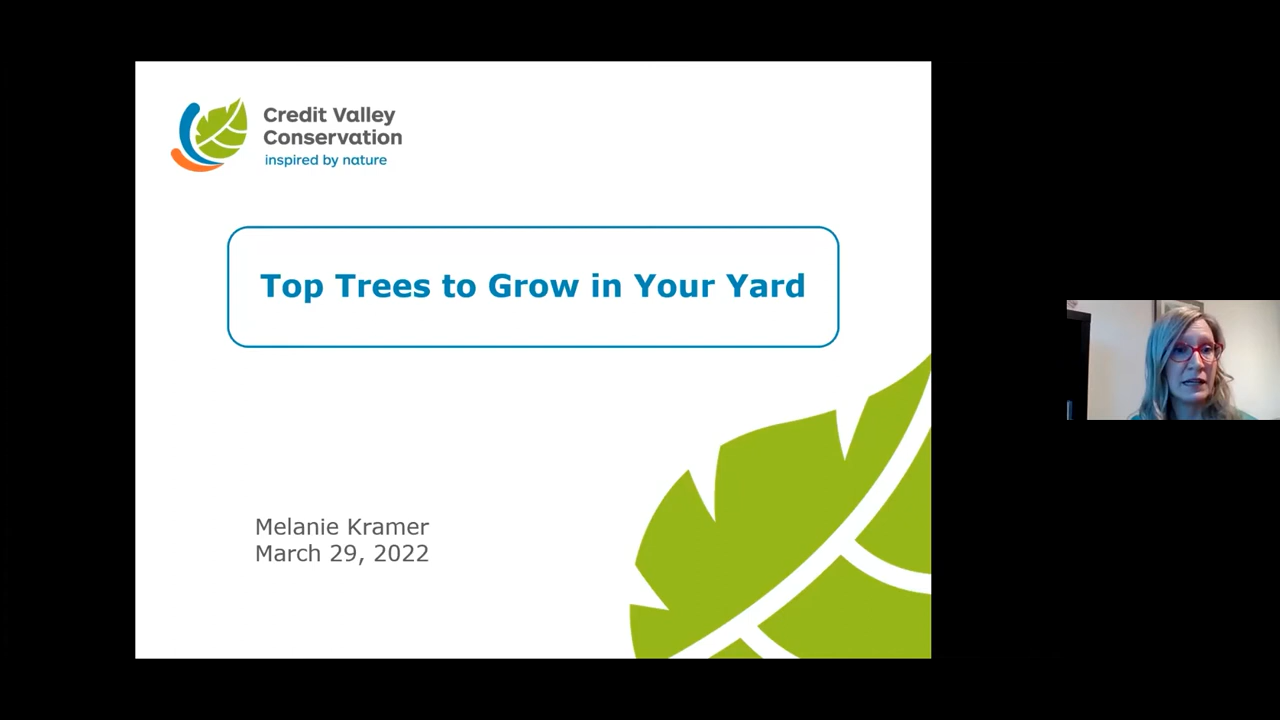 Credit Valley
Conservation
inspired by nature
Top Trees to Grow in Your Yard
Melanie Kramer
March 29, 2022